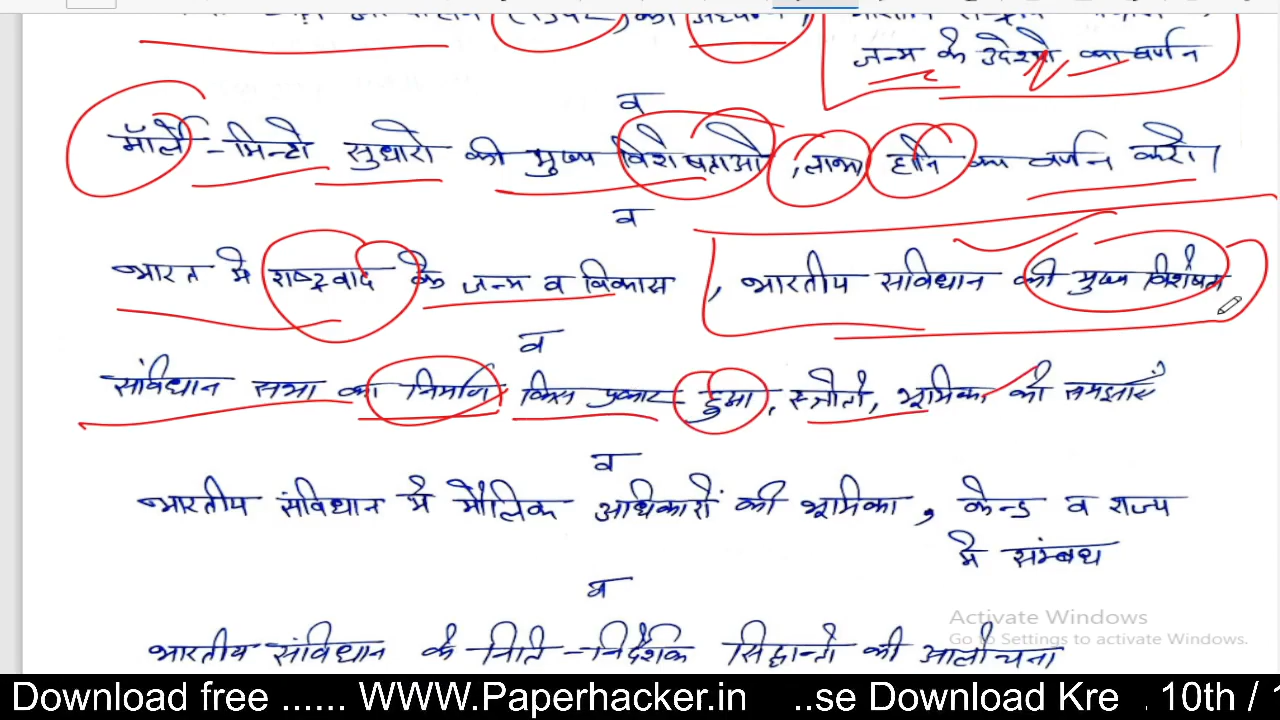 का
जन्म के उदेश्यो का वर्णन
व
मॉर्ले - मिन्टो सुधारो की मुख्य विशेषताओ, लाभ हानि का वर्णन करो।
व
भारत मे राष्ट्रवाद के जन्म व विकास, भारतीय सविधान की मुख्य विशेषता
व
संविधान सभा का निर्माण किस प्रकार हुआ, स्त्रोतो, भूमिका को समझाए
व
भारतीय संविधान मे मौलिक अधिकारों की भूमिका, केन्द्र व राज्य
मे संम्बध
व
भारतीय संविधान के निति - निर्देशक सिद्धान्तो की आलोचना
Activate Windows
Go to Settings to activate Windows.
Download free ...... WWW.Paperhacker.in ..se Download Kre . 10th /